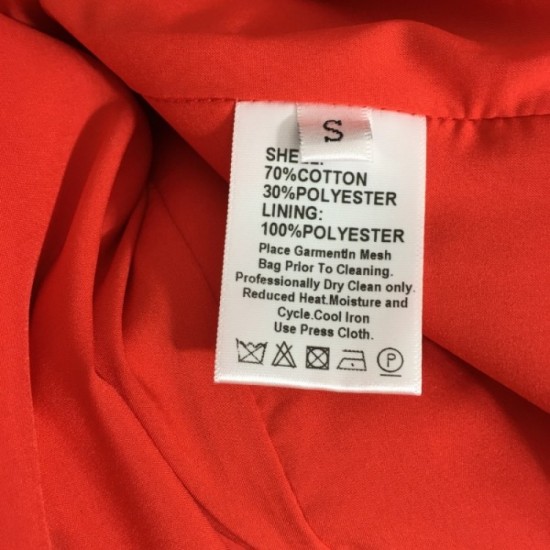 S
SHELL:
70%COTTON
30%POLYESTER
LINING:
100%POLYESTER
Place GarmentIn Mesh
Bag Prior To Cleaning.
Professionally Dry Clean only.
Reduced Heat.Moisture and
Cycle.Cool Iron
Use Press Cloth.
P